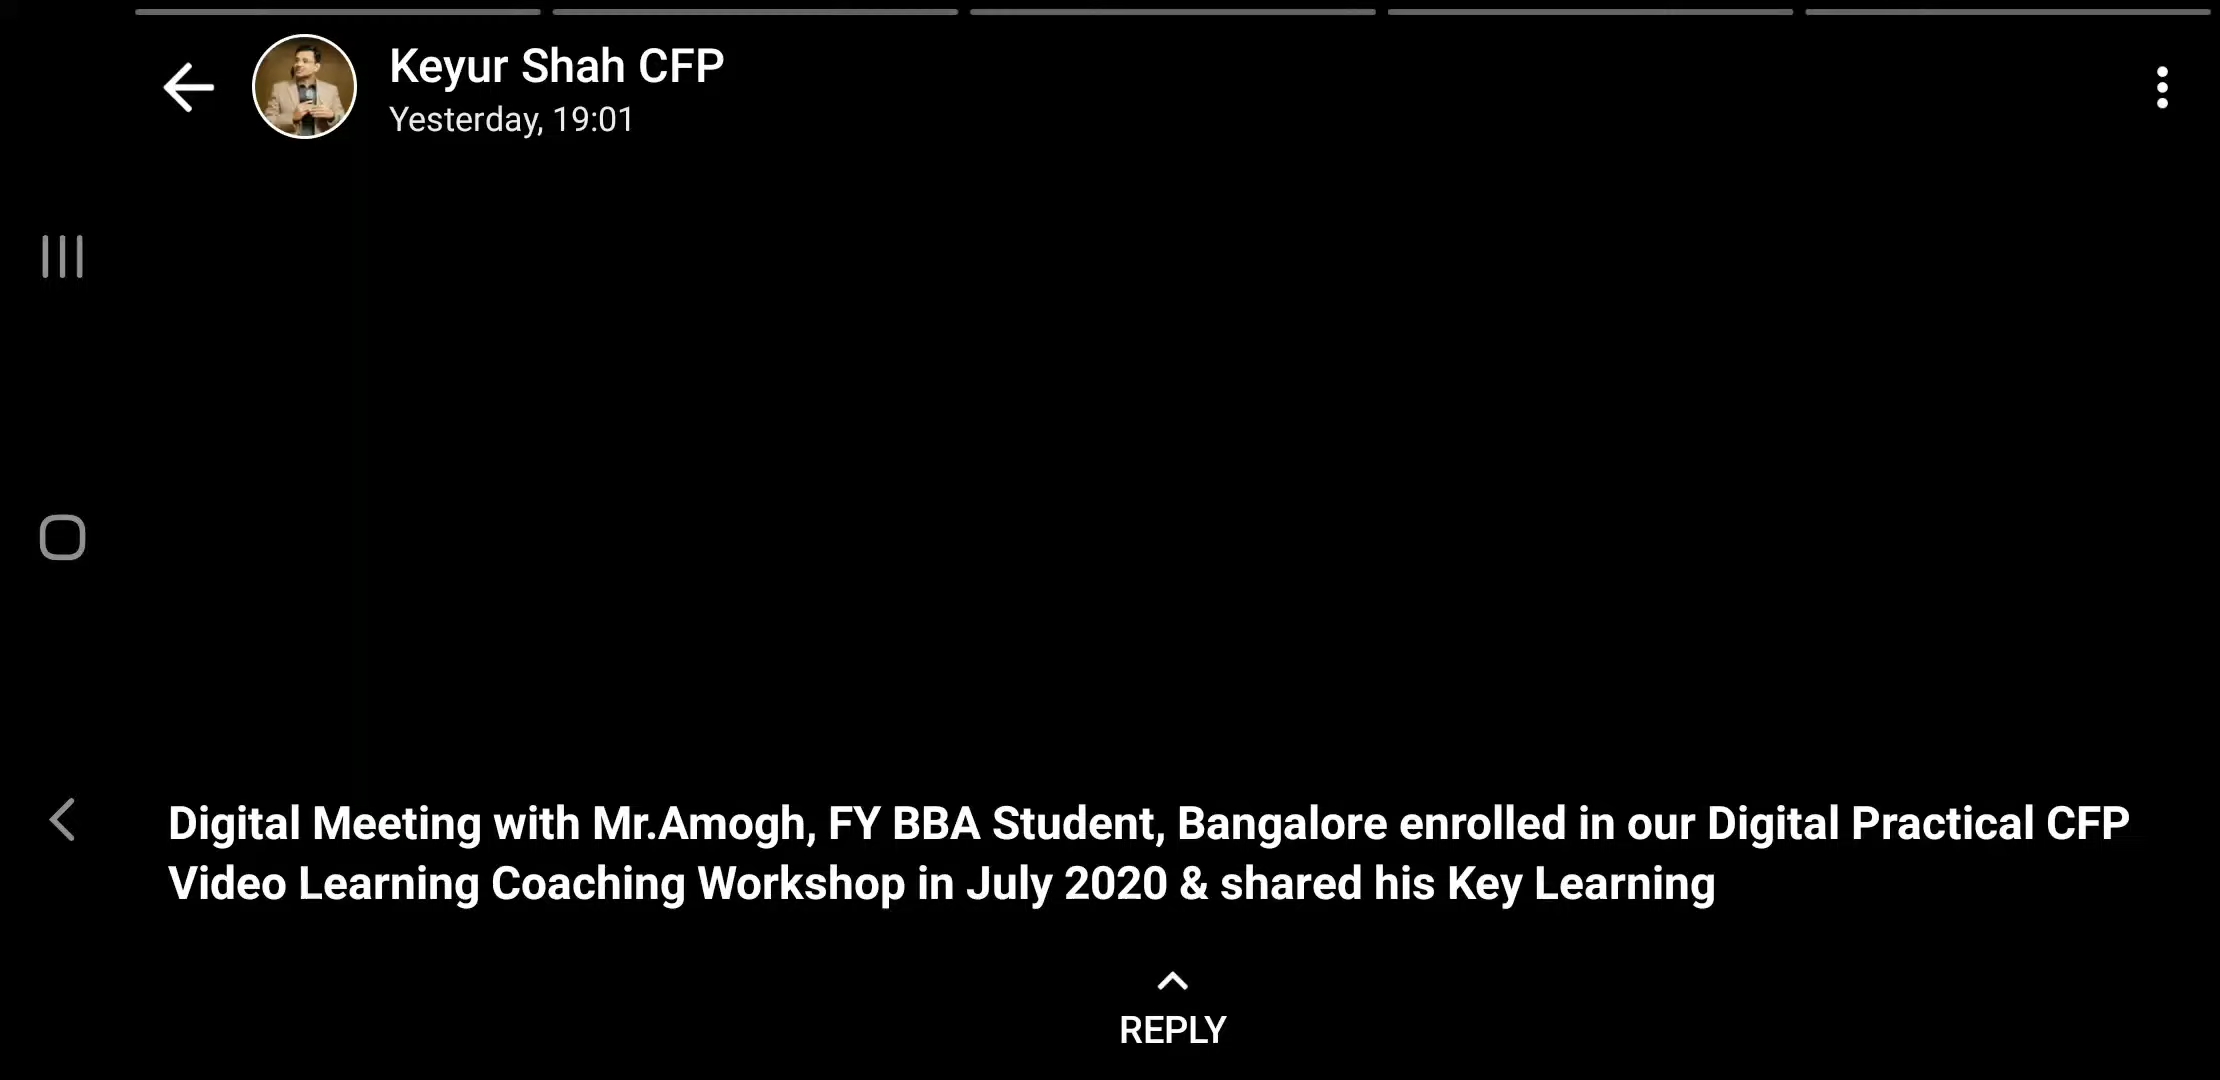 Keyur Shah CFP
Yesterday, 19:01
Digital Meeting with Mr.Amogh, FY BBA Student, Bangalore enrolled in our Digital Practical CFP
Video Learning Coaching Workshop in July 2020 & shared his Key Learning
REPLY